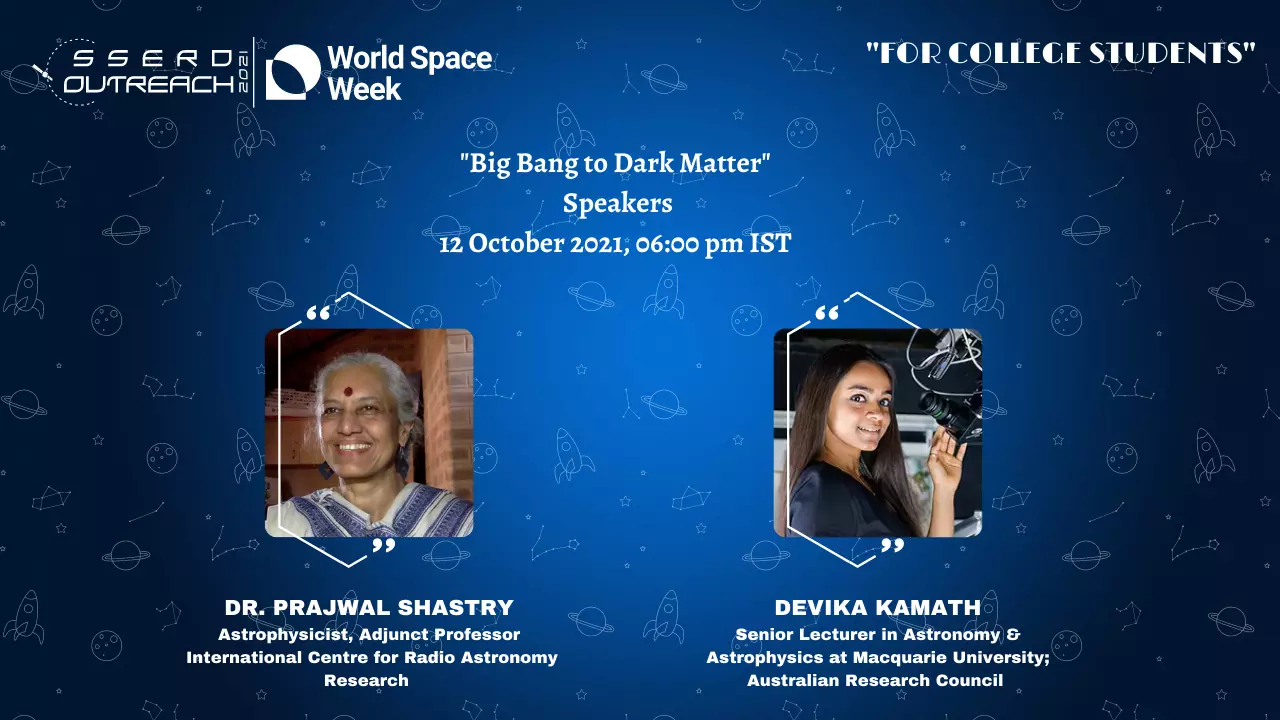 SSERD
OUTREACH 2021
World Space
Week
"FOR COLLEGE STUDENTS"
"Big Bang to Dark Matter"
Speakers
12 October 2021, 06:00 pm IST
DR. PRAJWAL SHASTRY
Astrophysicist, Adjunct Professor
International Centre for Radio Astronomy
Research
DEVIKA KAMATH
Senior Lecturer in Astronomy &
Astrophysics at Macquarie University;
Australian Research Council